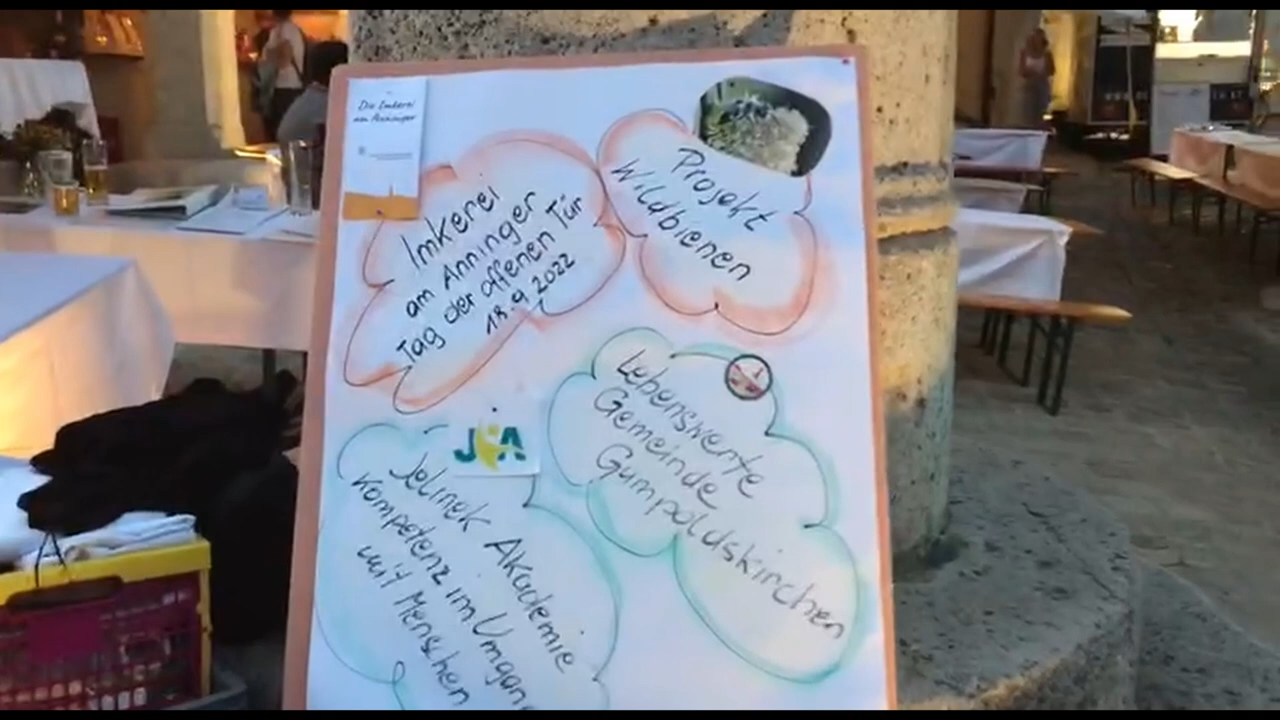 Die Imkerei
am Anninger
Imkerei
am Anninger
Tag der offenen Tür
18.9.2022
Projekt
Wildbienen
Lebenswerte
Gemeinde
Gumpoldskirchen
JA
Jelinek Akademie
Kompetenz im Umgang
mit Menschen